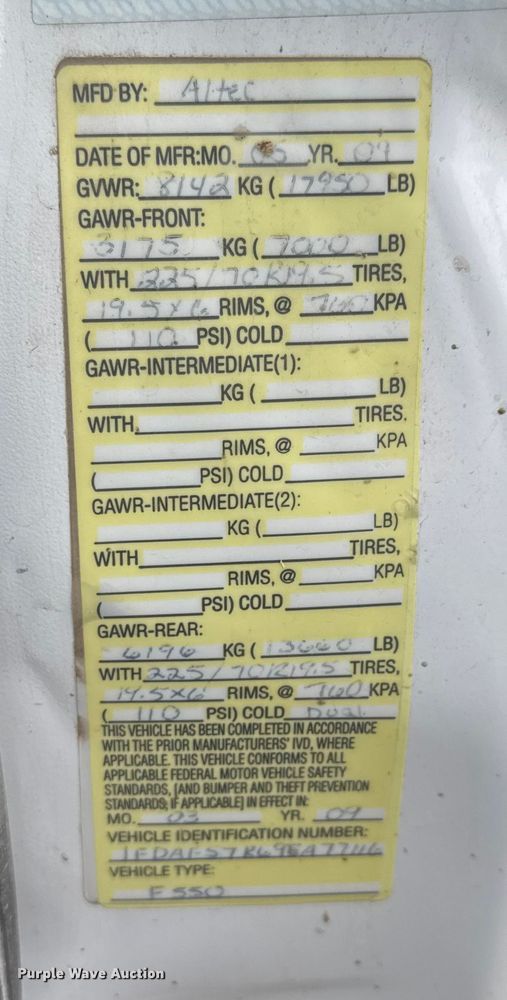 MFD BY: Altec
DATE OF MFR:MO. 05 YR. 09
GVWR: 8142 KG ( 17950 LB)
GAWR-FRONT:
3175 KG ( 7000 LB)
WITH 225/70R19.5 TIRES,
19.5x6 RIMS, @ 760 KPA
( 110 PSI) COLD
GAWR-INTERMEDIATE(1):
KG ( LB)
WITH TIRES.
RIMS, @ KPA
( PSI) COLD
GAWR-INTERMEDIATE(2):
KG ( LB)
WITH TIRES,
RIMS, @ KPA
( PSI) COLD
GAWR-REAR:
6196 KG ( 13660 LB)
WITH 225/70R19.5 TIRES,
19.5x6 RIMS, @ 760 KPA
( 110 PSI) COLD Dual
THIS VEHICLE HAS BEEN COMPLETED IN ACCORDANCE
WITH THE PRIOR MANUFACTURERS' IVD, WHERE
APPLICABLE. THIS VEHICLE CONFORMS TO ALL
APPLICABLE FEDERAL MOTOR VEHICLE SAFETY
STANDARDS, [AND BUMPER AND THEFT PREVENTION
STANDARDS, IF APPLICABLE] IN EFFECT IN:
MO. 03 YR. 09
VEHICLE IDENTIFICATION NUMBER:
VEHICLE TYPE:
F550
Purple Wave Auction